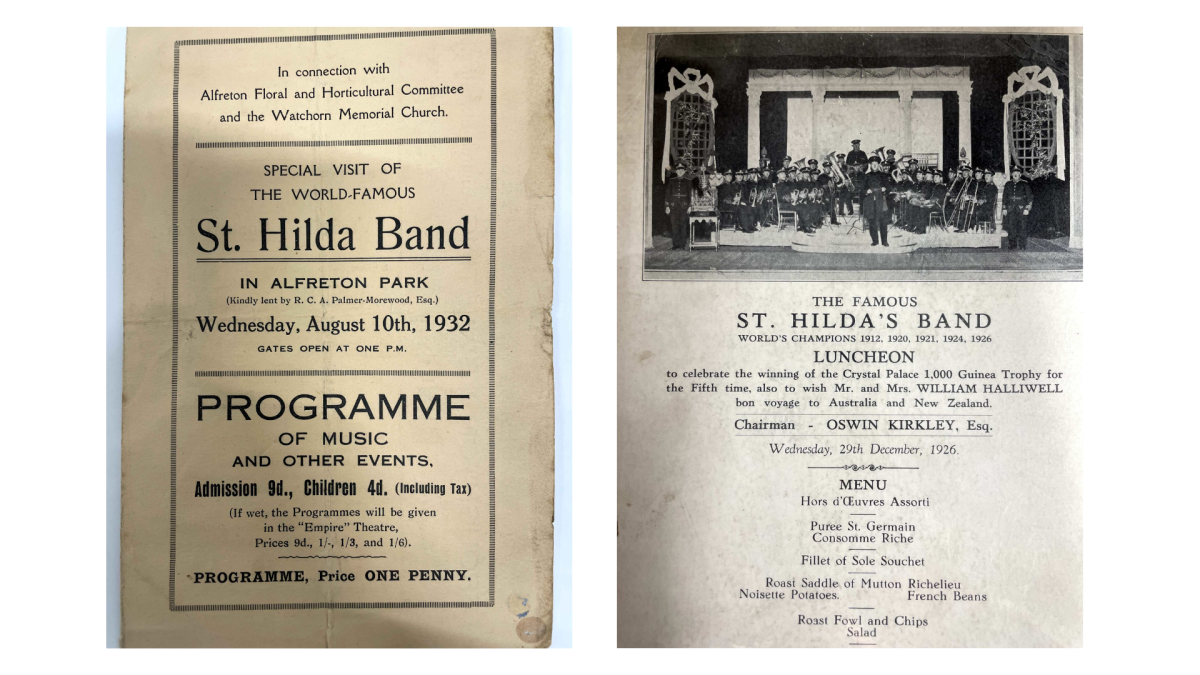 In connection with
Alfreton Floral and Horticultural Committee
and the Watchorn Memorial Church.
SPECIAL VISIT OF
THE WORLD-FAMOUS
St. Hilda Band
IN ALFRETON PARK
(Kindly lent by R. C. A. Palmer-Morewood, Esq.)
Wednesday, August 10th, 1932
GATES OPEN AT ONE P.M.
PROGRAMME
OF MUSIC
AND OTHER EVENTS,
Admission 9d., Children 4d. (Including Tax)
(If wet, the Programmes will be given
in the "Empire" Theatre,
Prices 9d., 1/-, 1/3, and 1/6).
PROGRAMME, Price ONE PENNY.
THE FAMOUS
ST. HILDA'S BAND
WORLD'S CHAMPIONS 1912, 1920, 1921, 1924, 1926
LUNCHEON
to celebrate the winning of the Crystal Palace 1,000 Guinea Trophy for
the Fifth time, also to wish Mr. and Mrs. WILLIAM HALLIWELL
bon voyage to Australia and New Zealand.
Chairman - OSWIN KIRKLEY, Esq.
Wednesday, 29th December, 1926.
MENU
Hors d'Œuvres Assorti
Puree St. Germain
Consomme Riche
Fillet of Sole Souchet
Roast Saddle of Mutton Richelieu
Noisette Potatoes. French Beans
Roast Fowl and Chips
Salad